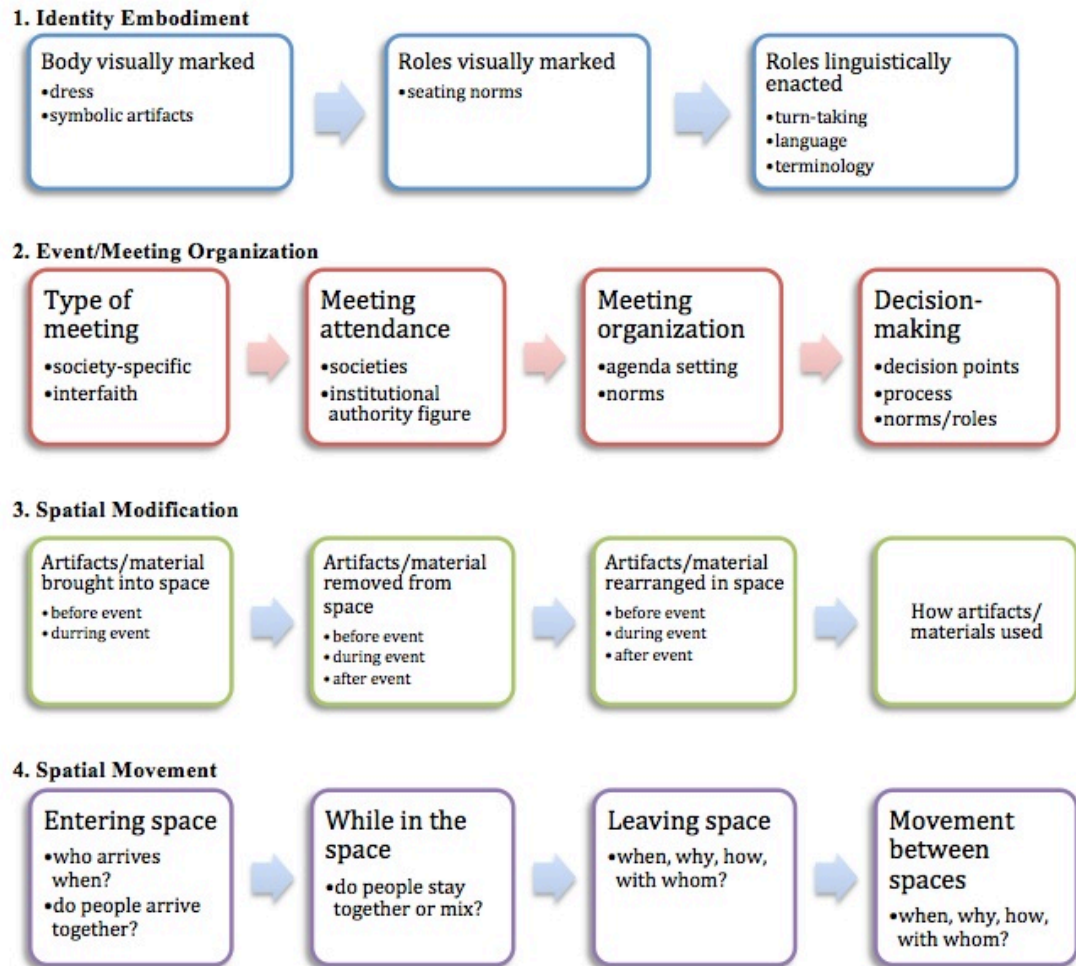 1. Identity Embodiment
Body visually marked
•dress
•symbolic artifacts
Roles visually marked
•seating norms
Roles linguistically
enacted
•turn-taking
•language
•terminology
2. Event/Meeting Organization
Type of
meeting
•society-specific
•interfaith
Meeting
attendance
•societies
•institutional
authority figure
Meeting
organization
•agenda setting
•norms
Decision-
making
•decision points
•process
•norms/roles
3. Spatial Modification
Artifacts/material
brought into space
•before event
•durring event
Artifacts/material
removed from
space
•before event
•during event
•after event
Artifacts/material
rearranged in space
•before event
•during event
•after event
How artifacts/
materials used
4. Spatial Movement
Entering space
•who arrives
when?
•do people arrive
together?
While in the
space
•do people stay
together or mix?
Leaving space
•when, why, how,
with whom?
Movement
between
spaces
•when, why, how,
with whom?